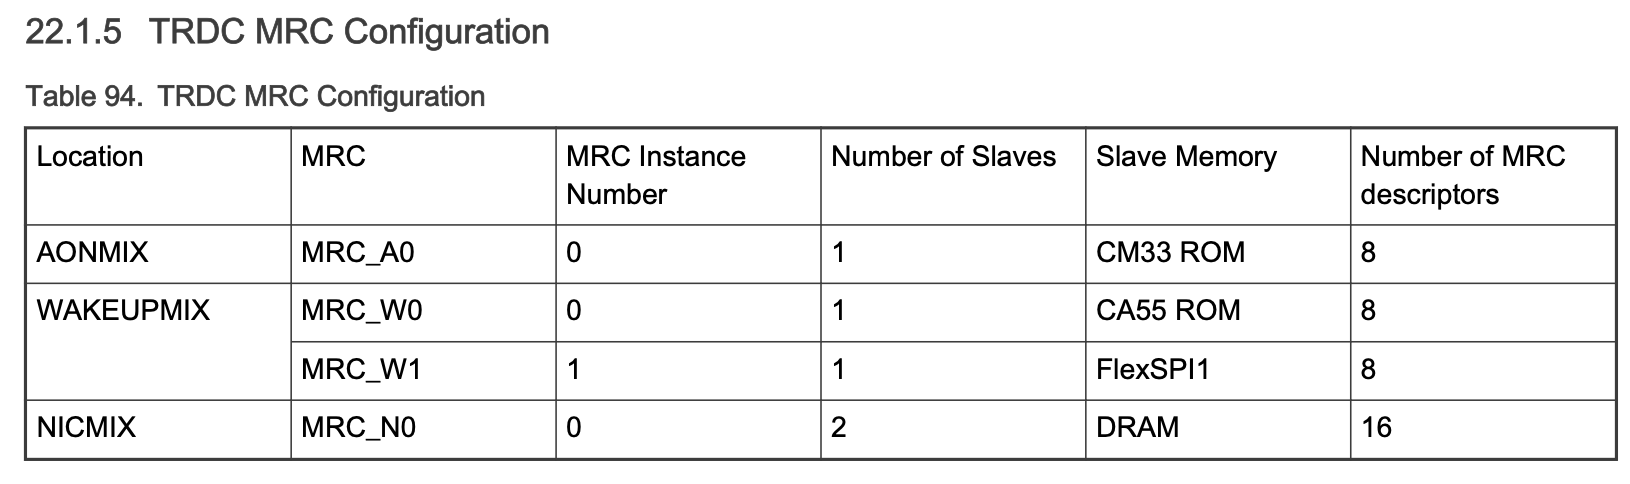 22.1.5 TRDC MRC Configuration
Table 94. TRDC MRC Configuration
Location MRC MRC Instance Number Number of Slaves Slave Memory Number of MRC descriptors
AONMIX MRC_A0 0 1 CM33 ROM 8
WAKEUPMIX MRC_W0 0 1 CA55 ROM 8
MRC_W1 1 1 FlexSPI1 8
NICMIX MRC_N0 0 2 DRAM 16